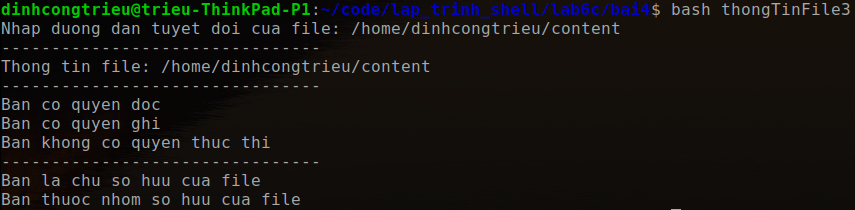 dinhcongtrieu@trieu-ThinkPad-P1:~/code/lap_trinh_shell/lab6c/bai4$ bash thongTinFile3
Nhap duong dan tuyet doi cua file: /home/dinhcongtrieu/content
--------------------------------
Thong tin file: /home/dinhcongtrieu/content
--------------------------------
Ban co quyen doc
Ban co quyen ghi
Ban khong co quyen thuc thi
--------------------------------
Ban la chu so huu cua file
Ban thuoc nhom so huu cua file